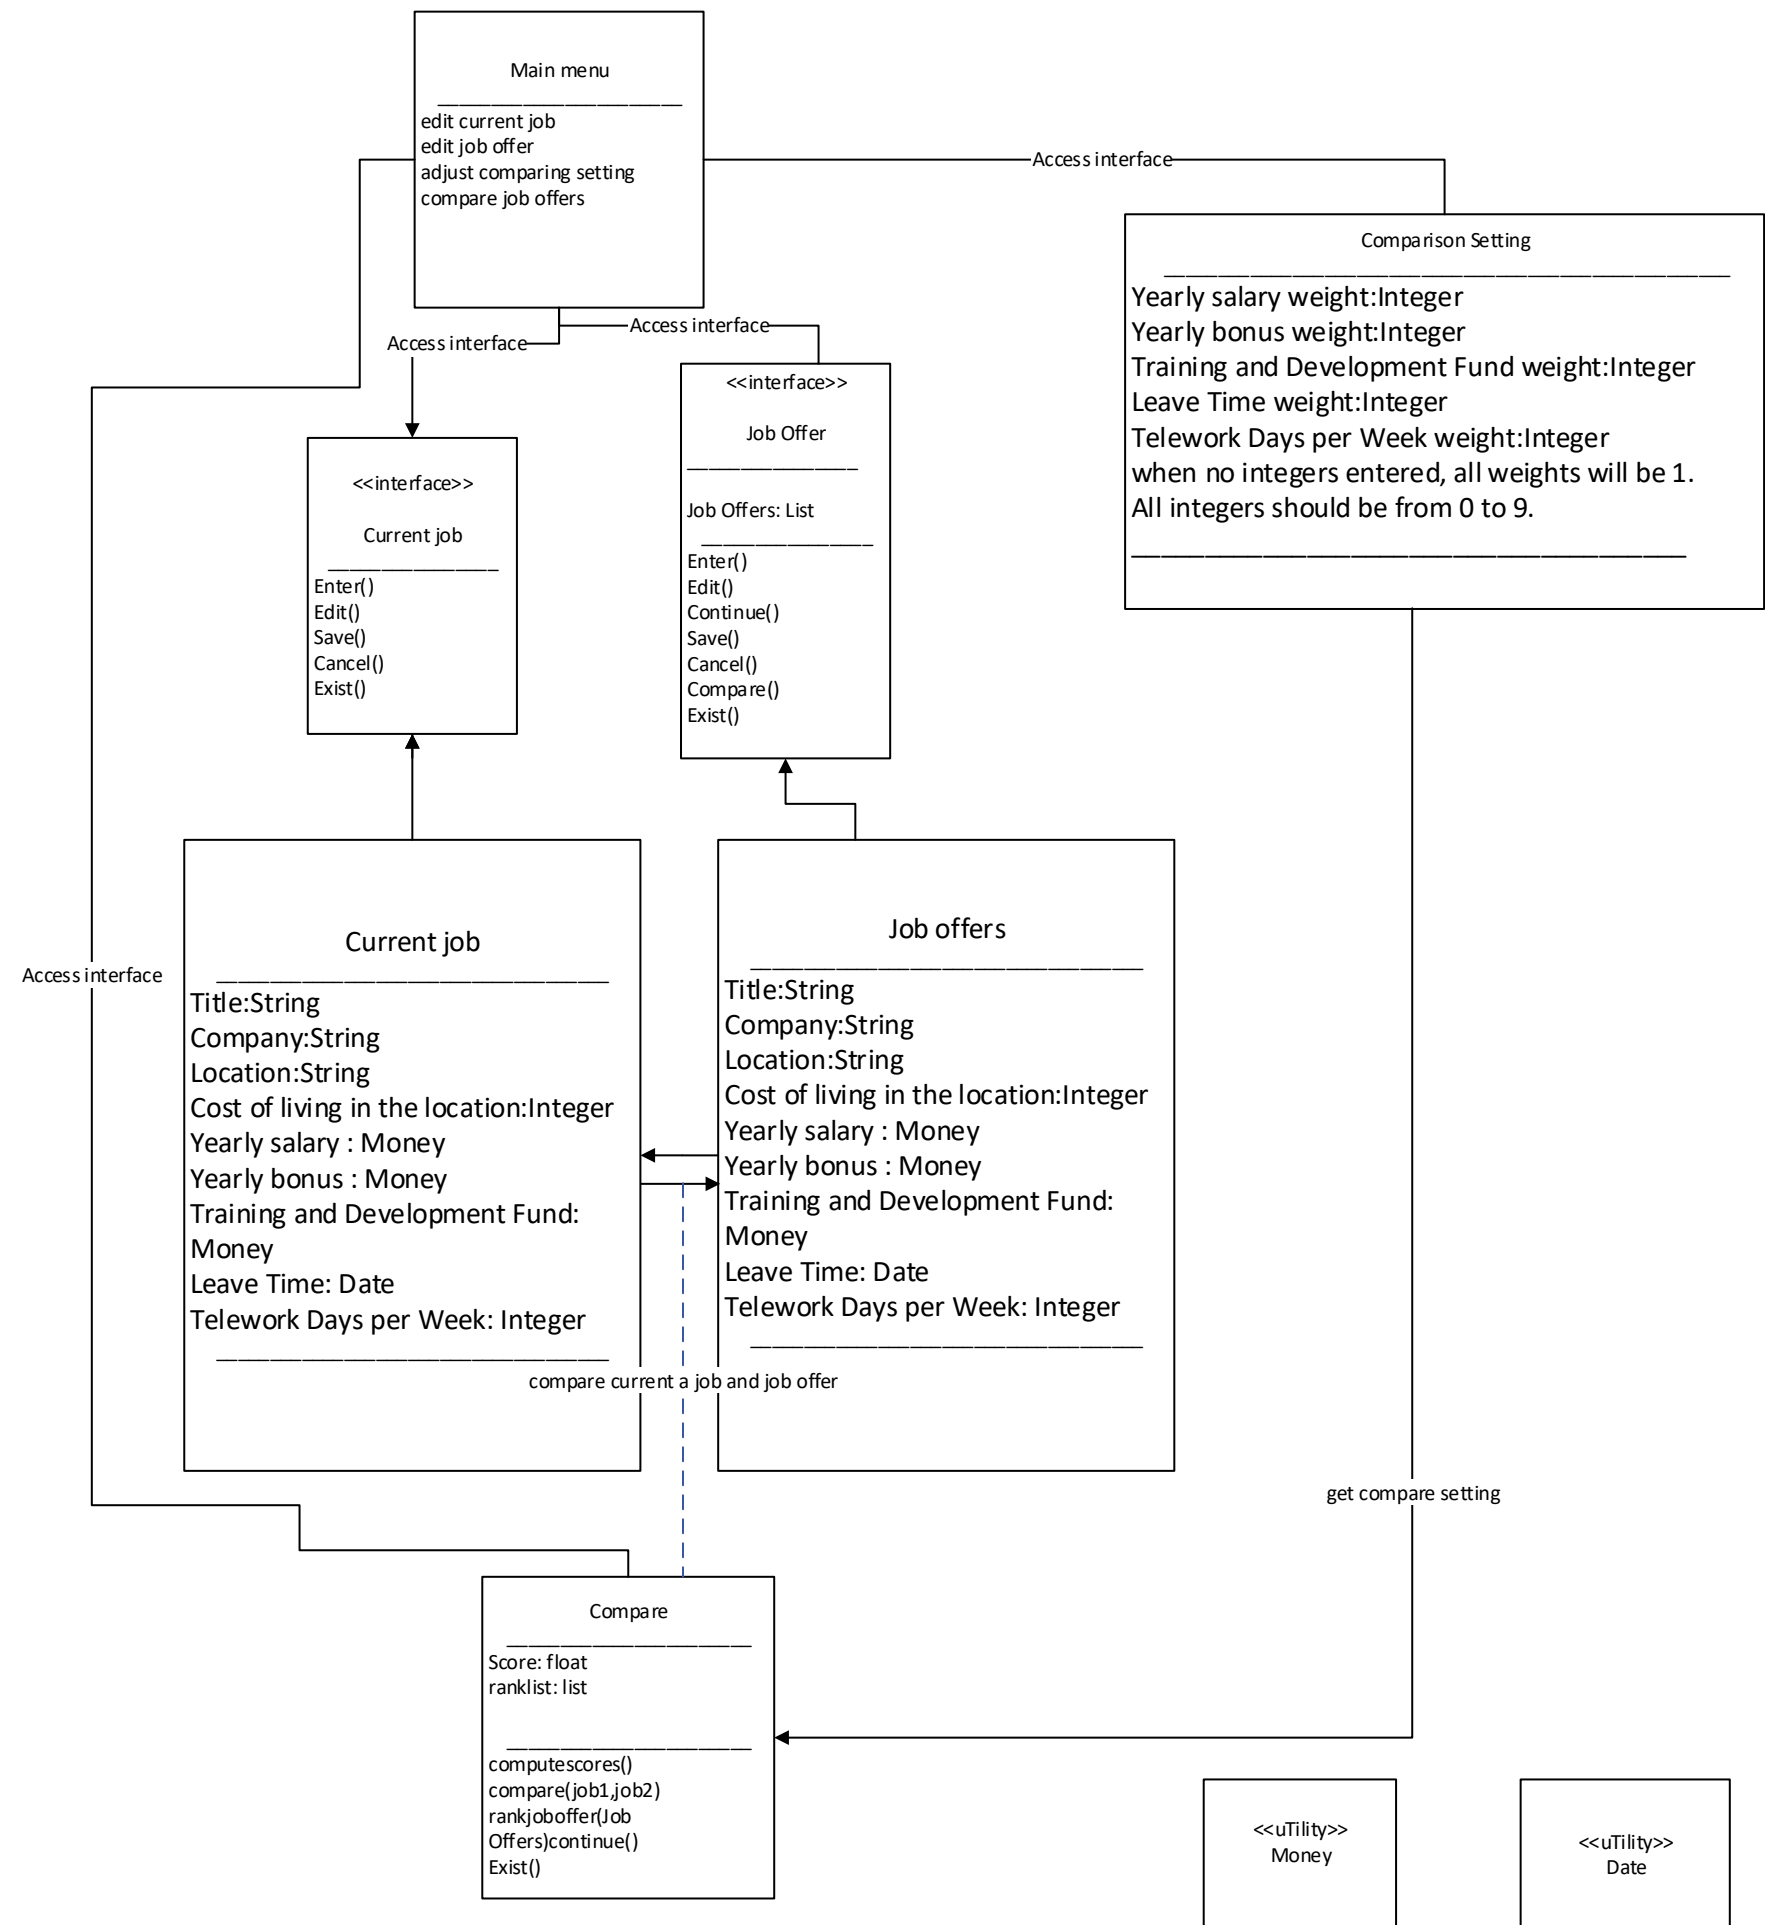 Main menu
edit current job
edit job offer
adjust comparing setting
compare job offers
Access interface
Comparison Setting
Yearly salary weight:Integer
Yearly bonus weight:Integer
Training and Development Fund weight:Integer
Leave Time weight:Integer
Telework Days per Week weight:Integer
when no integers entered, all weights will be 1.
All integers should be from 0 to 9.
Access interface
Access interface
<<interface>>
Job Offer
Job Offers: List
Enter()
Edit()
Continue()
Save()
Cancel()
Compare()
Exist()
<<interface>>
Current job
Enter()
Edit()
Save()
Cancel()
Exist()
Access interface
Current job
Title:String
Company:String
Location:String
Cost of living in the location:Integer
Yearly salary : Money
Yearly bonus : Money
Training and Development Fund:
Money
Leave Time: Date
Telework Days per Week: Integer
Job offers
Title:String
Company:String
Location:String
Cost of living in the location:Integer
Yearly salary : Money
Yearly bonus : Money
Training and Development Fund:
Money
Leave Time: Date
Telework Days per Week: Integer
compare current a job and job offer
get compare setting
Compare
Score: float
ranklist: list
computescores()
compare(job1,job2)
rankjoboffer(Job
Offers)continue()
Exist()
<<uTility>>
Money
<<uTility>>
Date